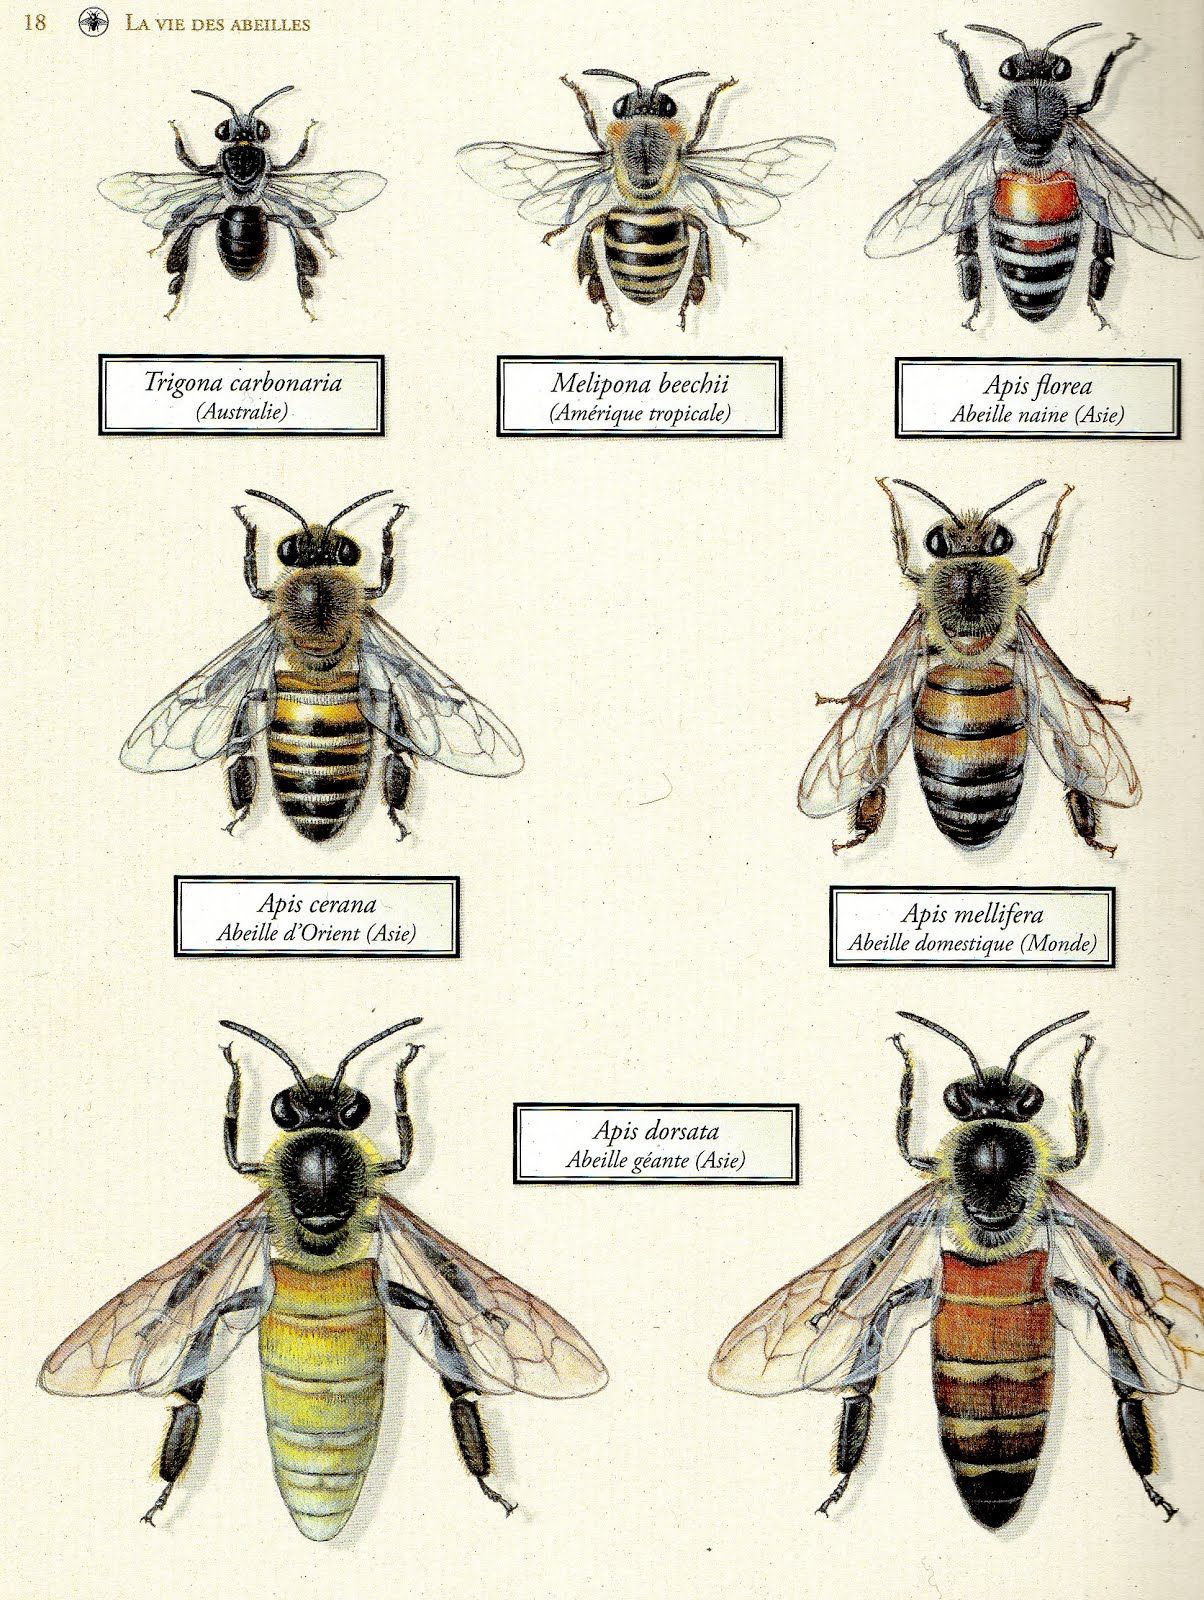 18 LA VIE DES ABEILLES
Trigona carbonaria
(Australie)
Melipona beechii
(Amérique tropicale)
Apis florea
Abeille naine (Asie)
Apis cerana
Abeille d'Orient (Asie)
Apis mellifera
Abeille domestique (Monde)
Apis dorsata
Abeille géante (Asie)